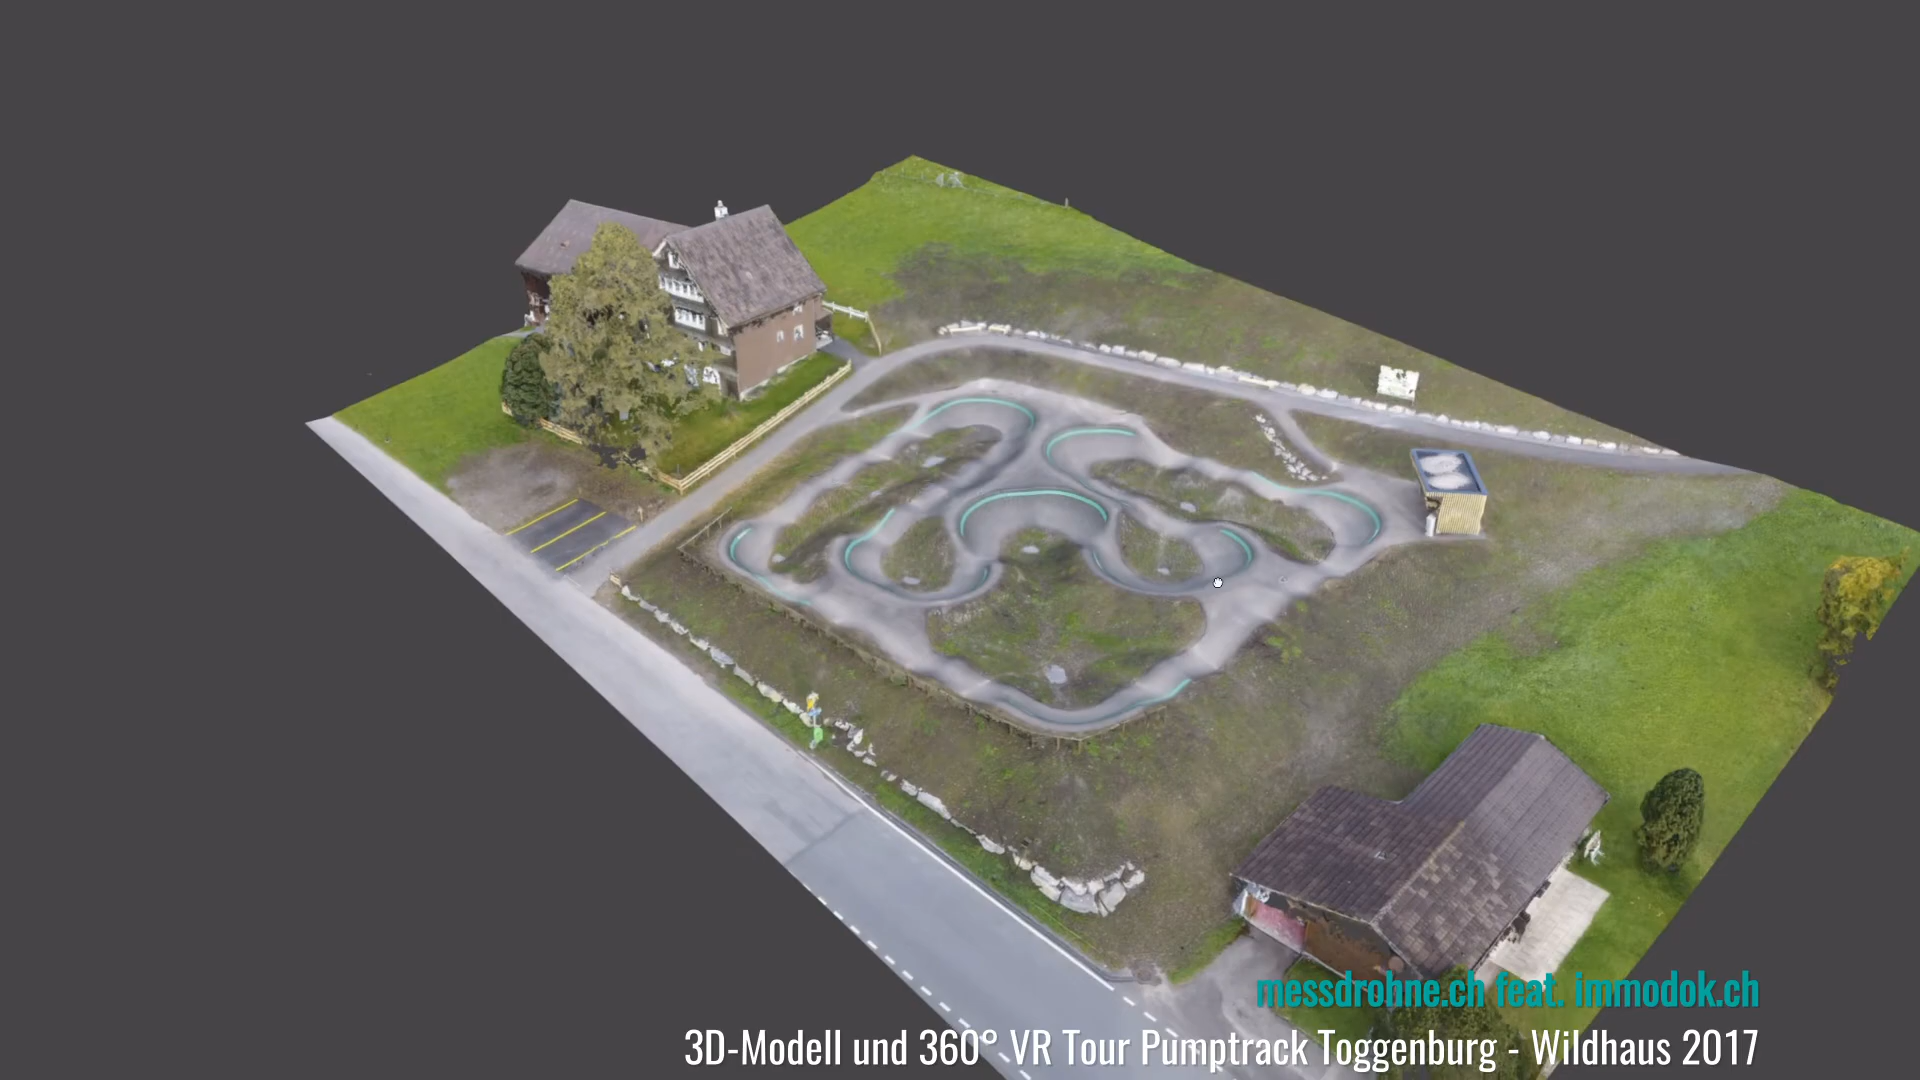 messdrohne.ch feat. immodok.ch
3D-Modell und 360° VR Tour Pumptrack Toggenburg - Wildhaus 2017